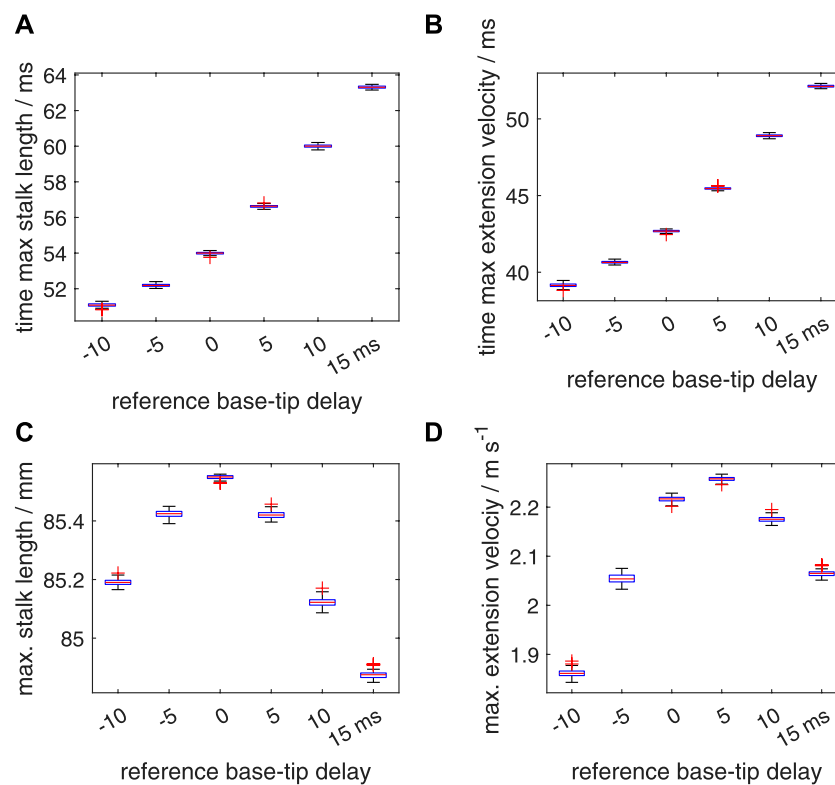 A
time max stalk length / ms
64
62
60
58
56
54
52
-10
-5
0
5
10
15 ms
reference base-tip delay
B
time max extension velocity / ms
50
45
40
-10
-5
0
5
10
15 ms
reference base-tip delay
C
max. stalk length / mm
85.4
85.2
85
-10
-5
0
5
10
15 ms
reference base-tip delay
D
max. extension velociy / m s⁻¹
2.2
2.1
2
1.9
-10
-5
0
5
10
15 ms
reference base-tip delay